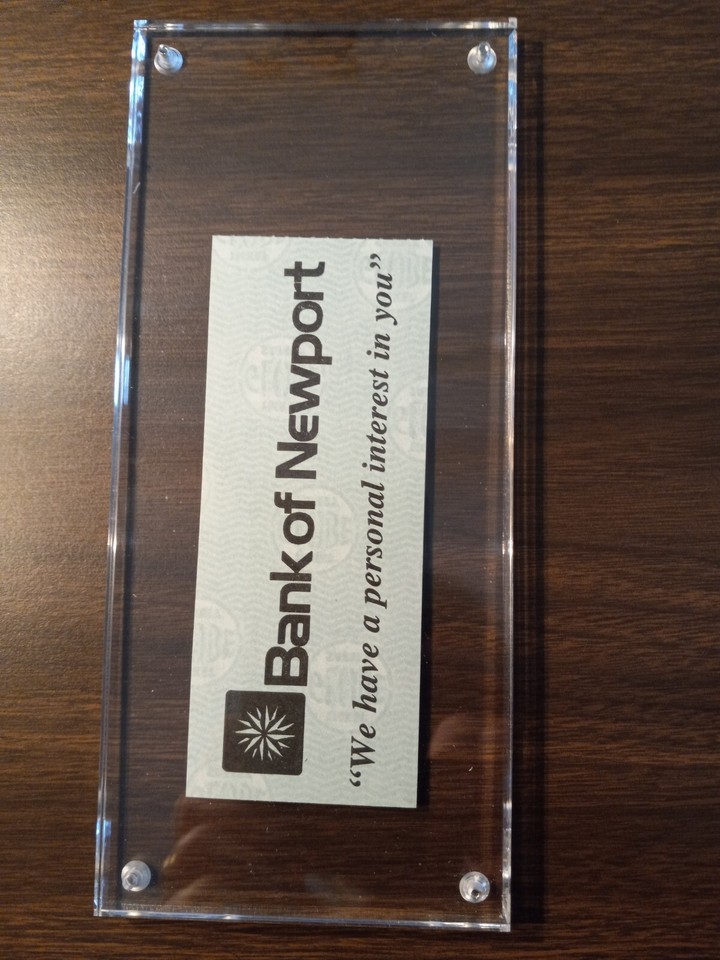 Bank of Newport
“We have a personal interest in you”